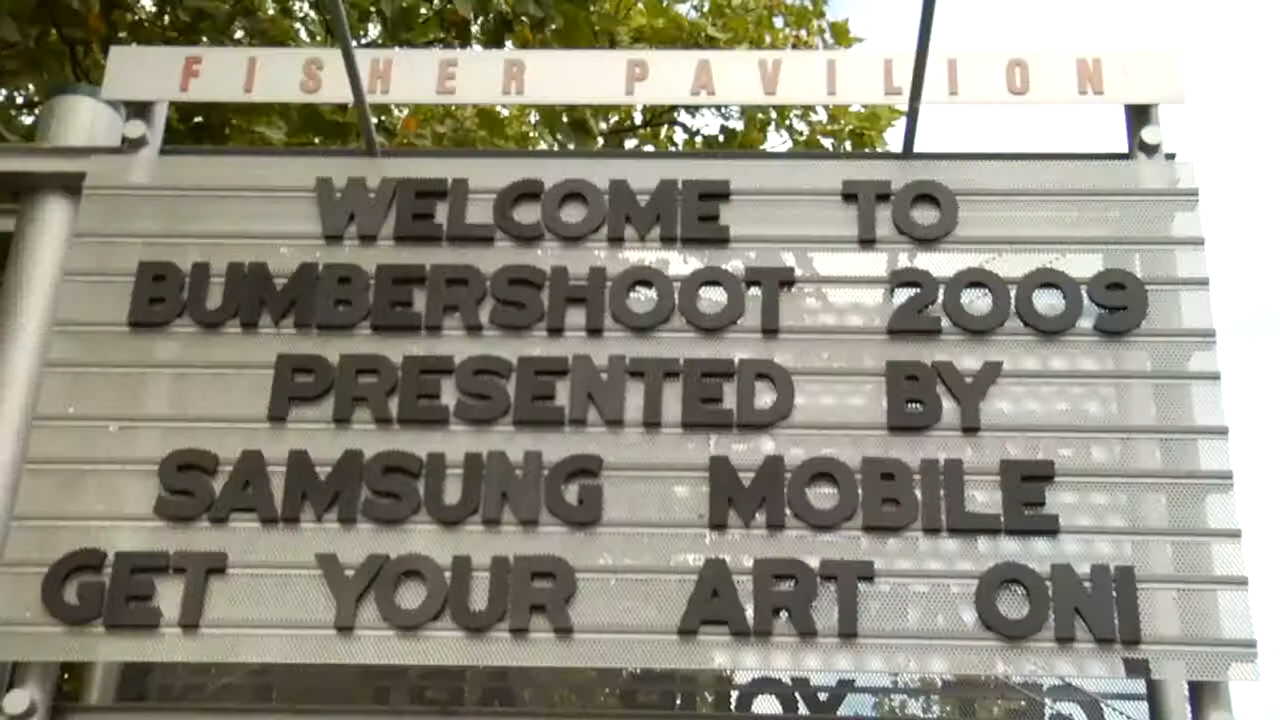 FISHER PAVILION
WELCOME TO
BUMBERSHOOT 2009
PRESENTED BY
SAMSUNG MOBILE
GET YOUR ART ON!